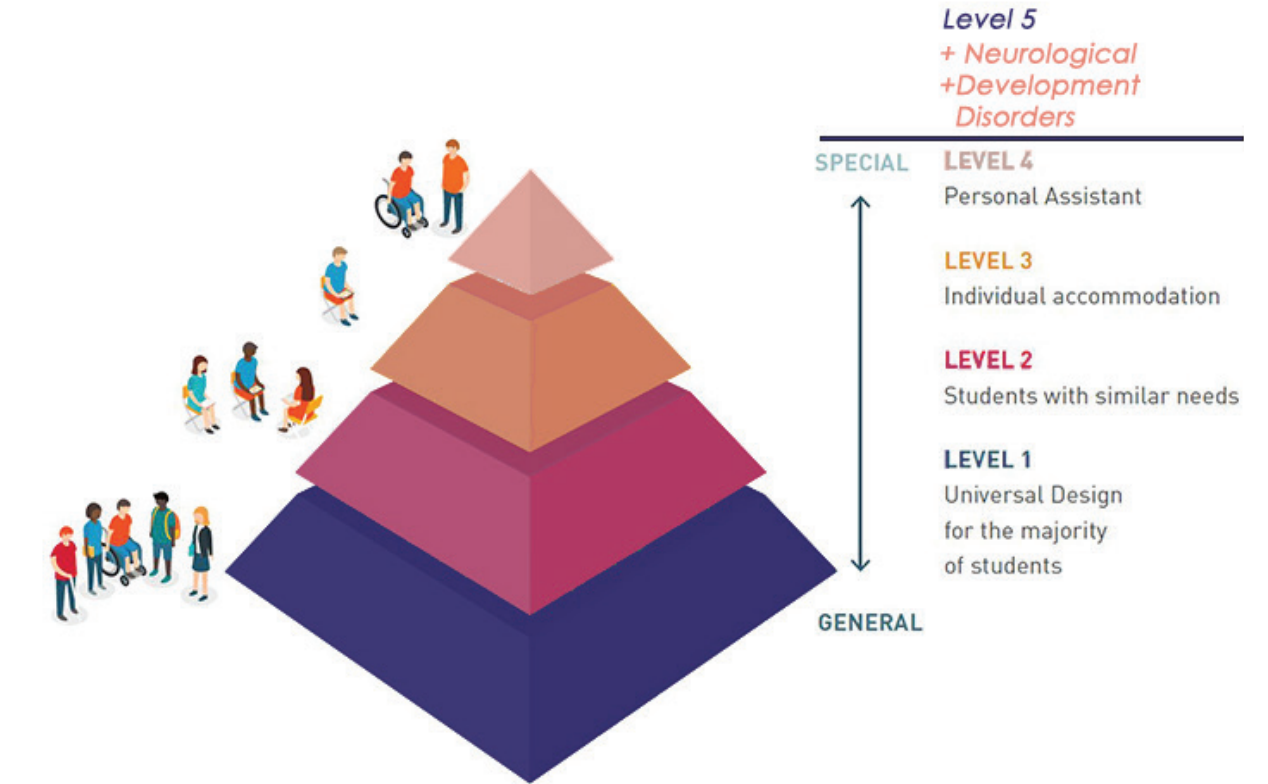 Level 5
+ Neurological
+Development
Disorders
SPECIAL
LEVEL 4
Personal Assistant
LEVEL 3
Individual accommodation
LEVEL 2
Students with similar needs
LEVEL 1
Universal Design
for the majority
of students
GENERAL